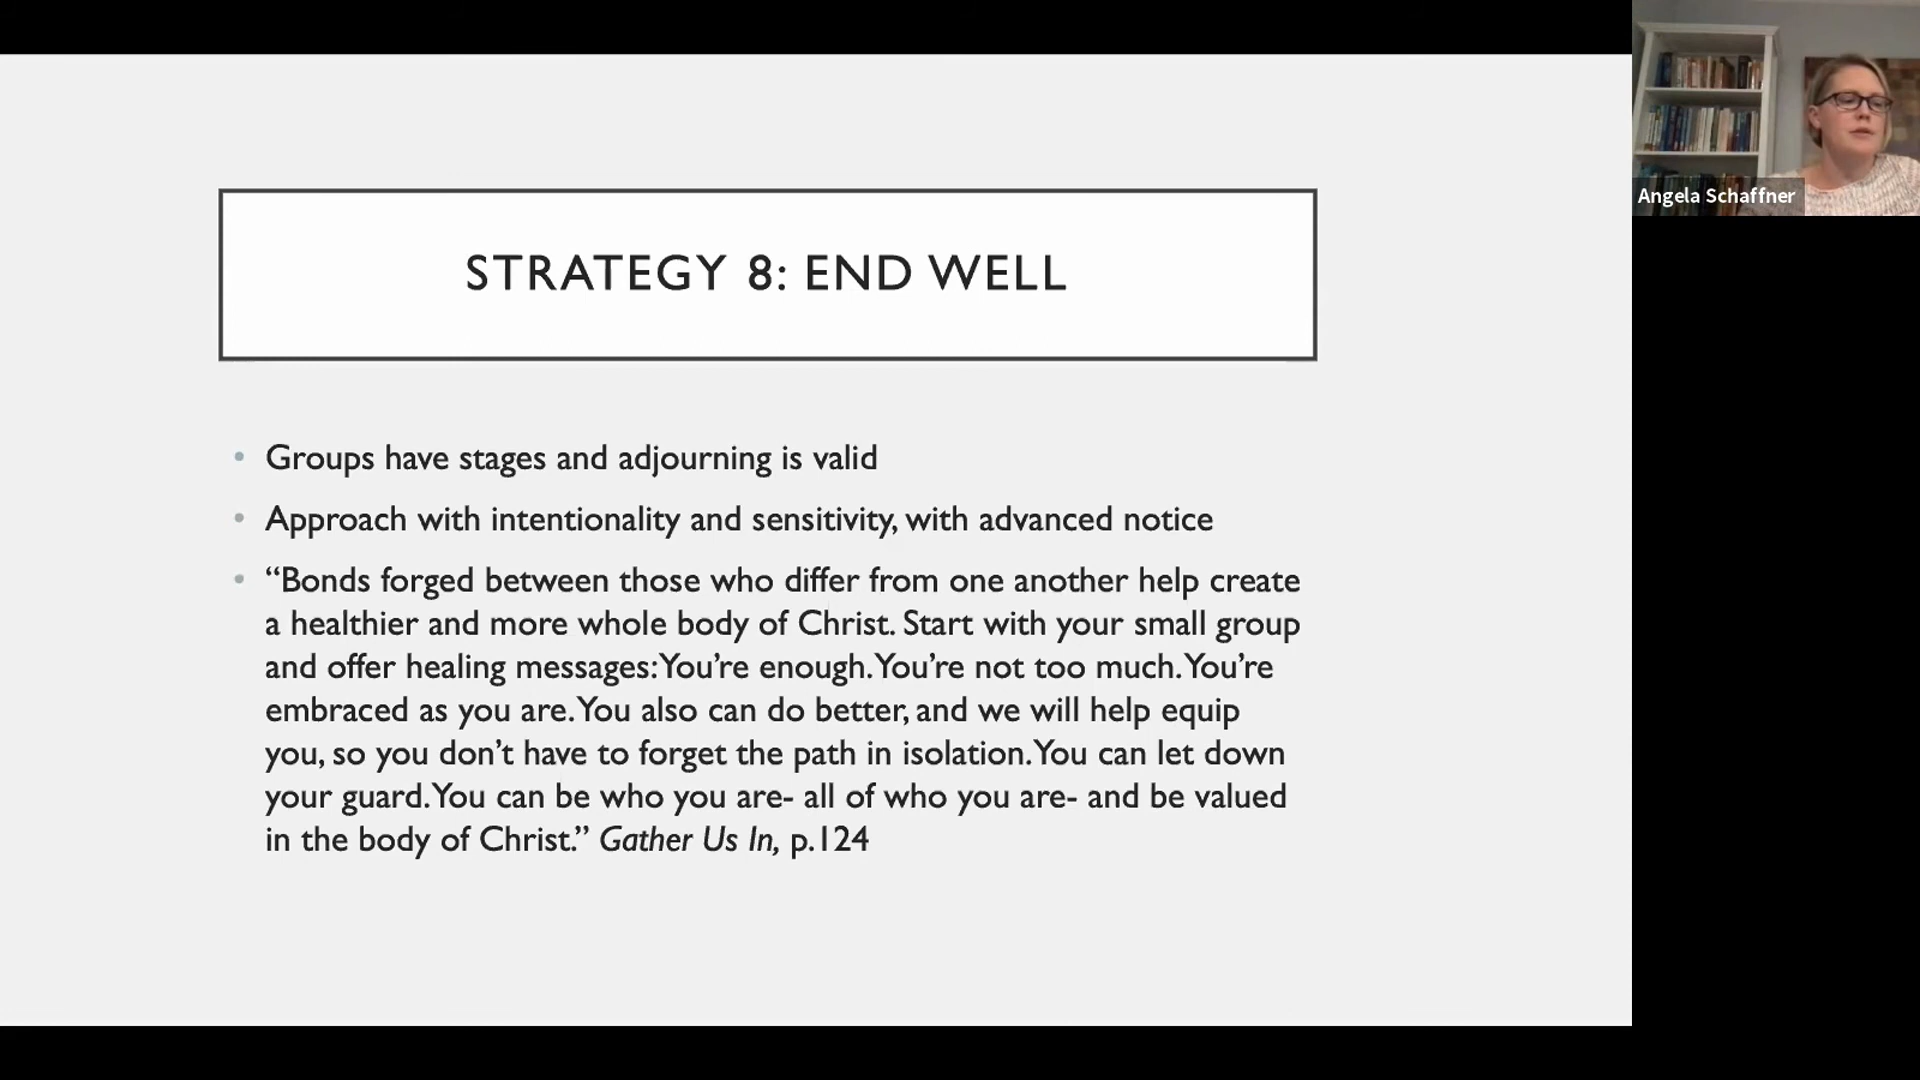 STRATEGY 8: END WELL
• Groups have stages and adjourning is valid
• Approach with intentionality and sensitivity, with advanced notice
• “Bonds forged between those who differ from one another help create
a healthier and more whole body of Christ. Start with your small group
and offer healing messages: You’re enough. You’re not too much. You’re
embraced as you are. You also can do better, and we will help equip
you, so you don’t have to forget the path in isolation. You can let down
your guard. You can be who you are- all of who you are- and be valued
in the body of Christ.” Gather Us In, p.124
Angela Schaffner